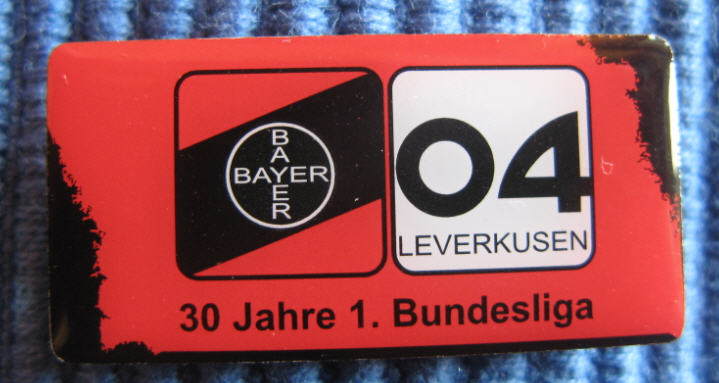 BAYER
BAYER
04
LEVERKUSEN
30 Jahre 1. Bundesliga